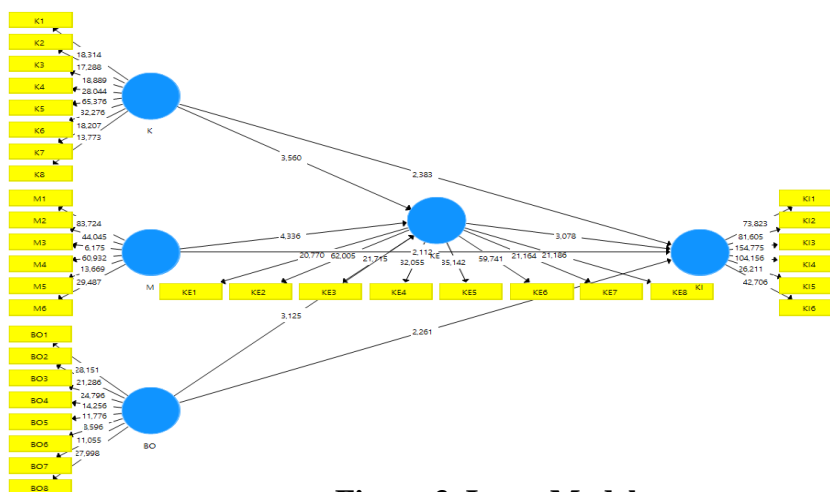 K1
K2
K3
K4
K5
K6
K7
K8
18,314
17,288
18,889
28,044
65,376
32,276
18,207
13,773
K
3,560
2,383
M1
M2
M3
M4
M5
M6
83,724
44,045
6,175
60,932
13,669
29,487
M
4,336
2,112
KE
3,078
20,770
62,005
21,715
32,055
35,142
59,741
21,164
21,186
KE1
KE2
KE3
KE4
KE5
KE6
KE7
KE8
KI
73,823
81,605
154,775
104,156
26,211
42,706
KI1
KI2
KI3
KI4
KI5
KI6
3,125
2,261
BO1
BO2
BO3
BO4
BO5
BO6
BO7
BO8
28,151
21,286
24,796
14,256
11,776
8,596
11,055
27,998
BO